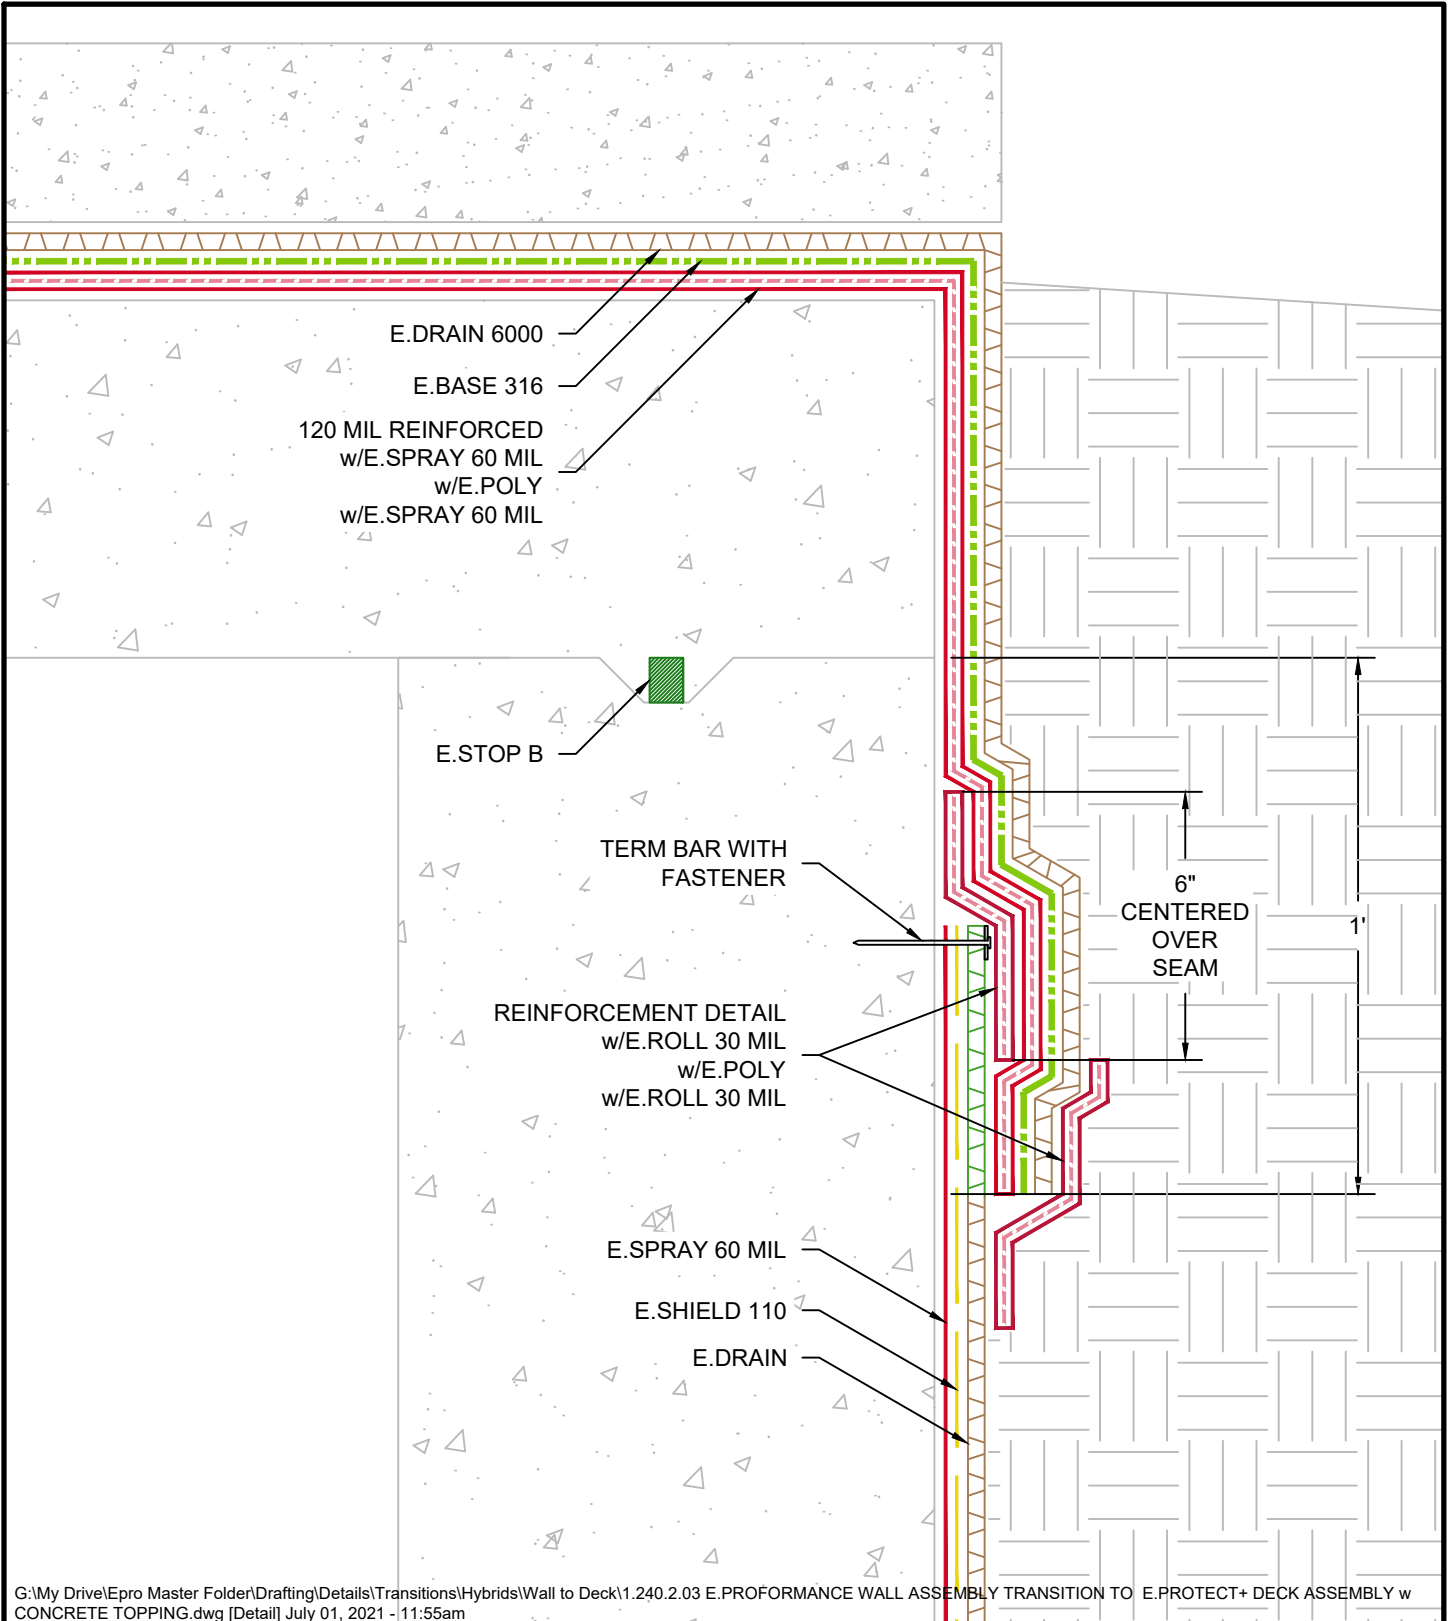 E.DRAIN 6000
E.BASE 316
120 MIL REINFORCED
w/E.SPRAY 60 MIL
w/E.POLY
w/E.SPRAY 60 MIL
E.STOP B
TERM BAR WITH
FASTENER
6"
CENTERED
OVER
SEAM
1'
REINFORCEMENT DETAIL
w/E.ROLL 30 MIL
w/E.POLY
w/E.ROLL 30 MIL
E.SPRAY 60 MIL
E.SHIELD 110
E.DRAIN
G:\My Drive\Epro Master Folder\Drafting\Details\Transitions\Hybrids\Wall to Deck\1.240.2.03 E.PROFORMANCE WALL ASSEMBLY TRANSITION TO E.PROTECT+ DECK ASSEMBLY w
CONCRETE TOPPING.dwg [Detail] July 01, 2021 - 11:55am